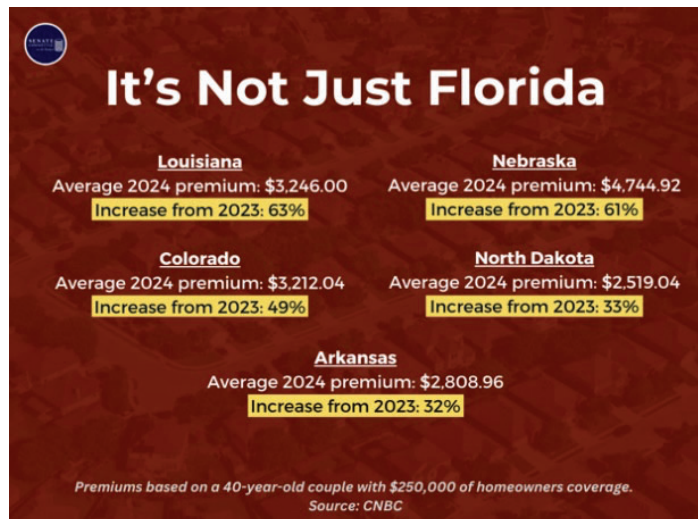 SENATE
It's Not Just Florida
Louisiana
Average 2024 premium: $3,246.00
Increase from 2023: 63%
Nebraska
Average 2024 premium: $4,744.92
Increase from 2023: 61%
Colorado
Average 2024 premium: $3,212.04
Increase from 2023: 49%
North Dakota
Average 2024 premium: $2,519.04
Increase from 2023: 33%
Arkansas
Average 2024 premium: $2,808.96
Increase from 2023: 32%
Premiums based on a 40-year-old couple with $250,000 of homeowners coverage.
Source: CNBC